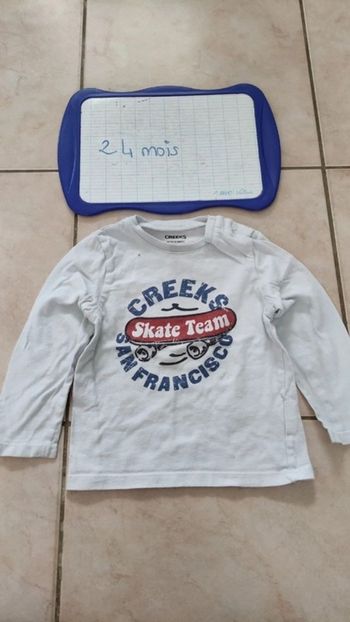 24 mois
CREEKS
CREEKS
Skate Team
SAN FRANCISCO